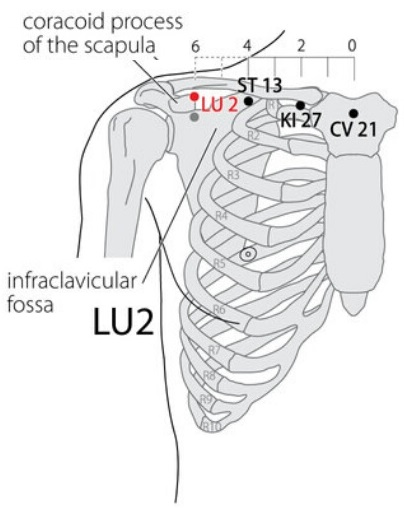 coracoid process
of the scapula
6 4 2 0
ST 13
LU 2
KI 27
CV 21
R1
R2
R3
R4
R5
infraclavicular
fossa
LU2
R6
R7
R8
R9
R10